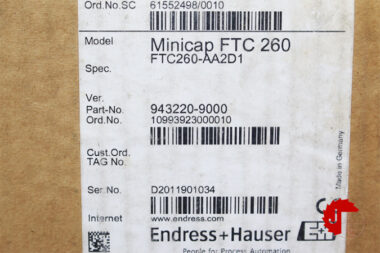 Ord.No.SC 61552498/0010
Model Minicap FTC 260
FTC260-AA2D1
Spec.
Ver.
Part-No. 943220-9000
Ord.No. 10993923000010
Cust.Ord.
TAG No.
Made in Germany
Ser No. D2011901034
Internet www.endress.com
Endress+Hauser
People for Process Automation